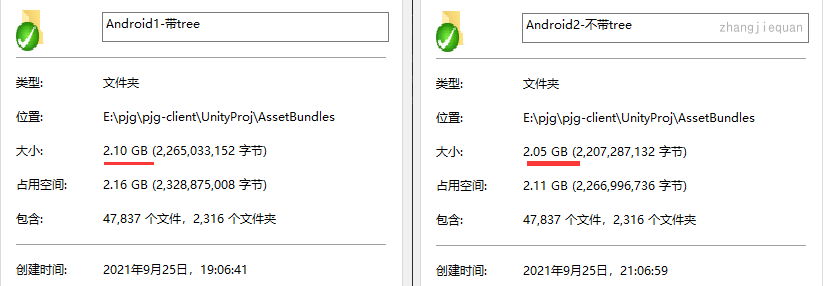 Android1-带tree
类型: 文件夹
位置: E:\pjg\pjg-client\UnityProj\AssetBundles
大小: 2.10 GB (2,265,033,152 字节)
占用空间: 2.16 GB (2,328,875,008 字节)
包含: 47,837 个文件，2,316 个文件夹
创建时间: 2021年9月25日，19:06:41
Android2-不带tree
zhangjiequan
类型: 文件夹
位置: E:\pjg\pjg-client\UnityProj\AssetBundles
大小: 2.05 GB (2,207,287,132 字节)
占用空间: 2.11 GB (2,266,996,736 字节)
包含: 47,837 个文件，2,316 个文件夹
创建时间: 2021年9月25日，21:06:59